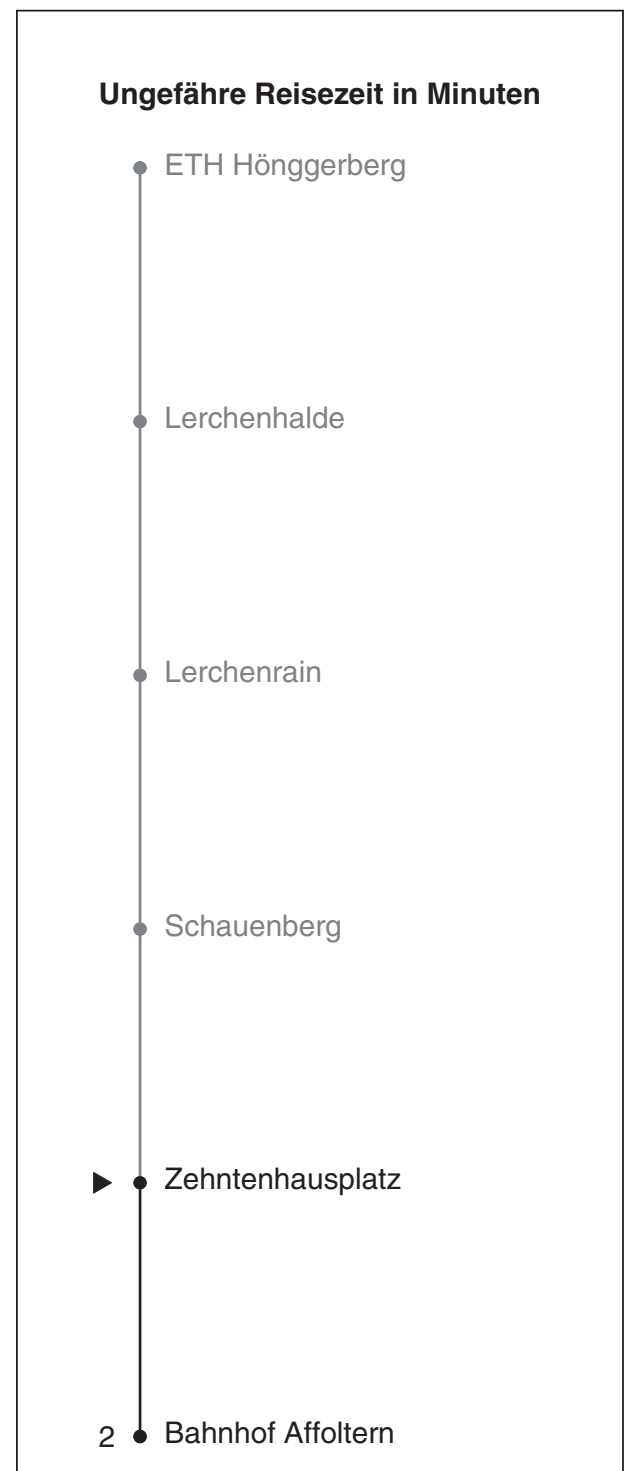 Ungefähre Reisezeit in Minuten
ETH Hönggerberg
Lerchenhalde
Lerchenrain
Schauenberg
Zehntenhausplatz
2 Bahnhof Affoltern